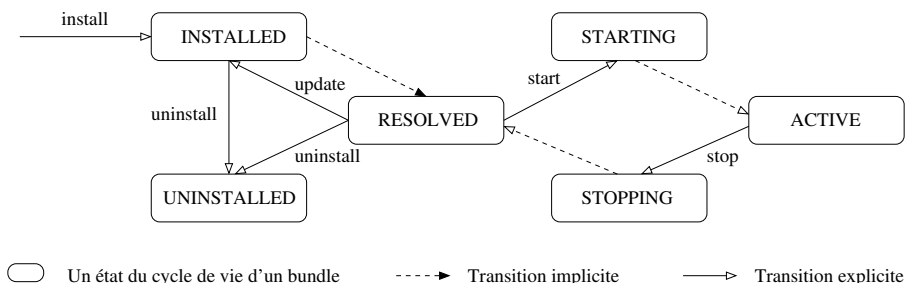 install
INSTALLED
STARTING
update
start
uninstall
RESOLVED
ACTIVE
uninstall
stop
UNINSTALLED
STOPPING
Un état du cycle de vie d'un bundle
Transition implicite
Transition explicite